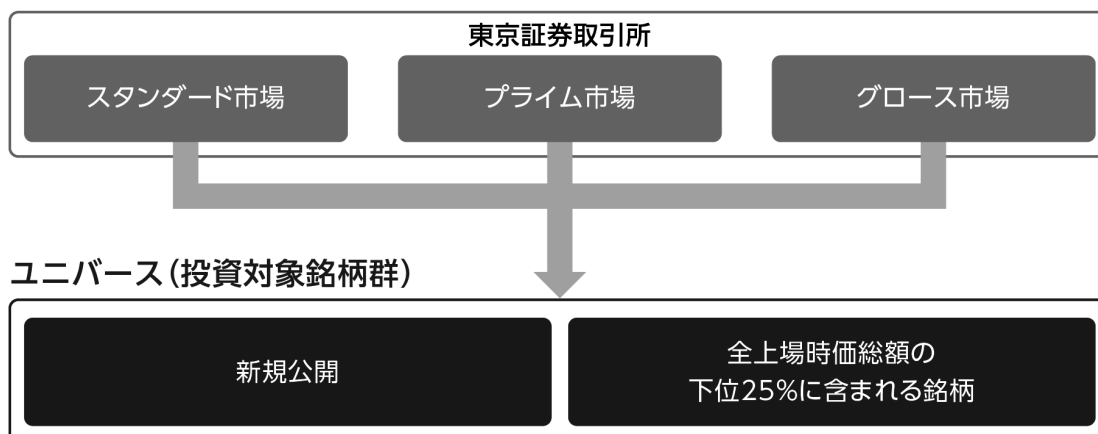 東京証券取引所
スタンダード市場
プライム市場
グロース市場
ユニバース(投資対象銘柄群)
新規公開
全上場時価総額の
下位25%に含まれる銘柄